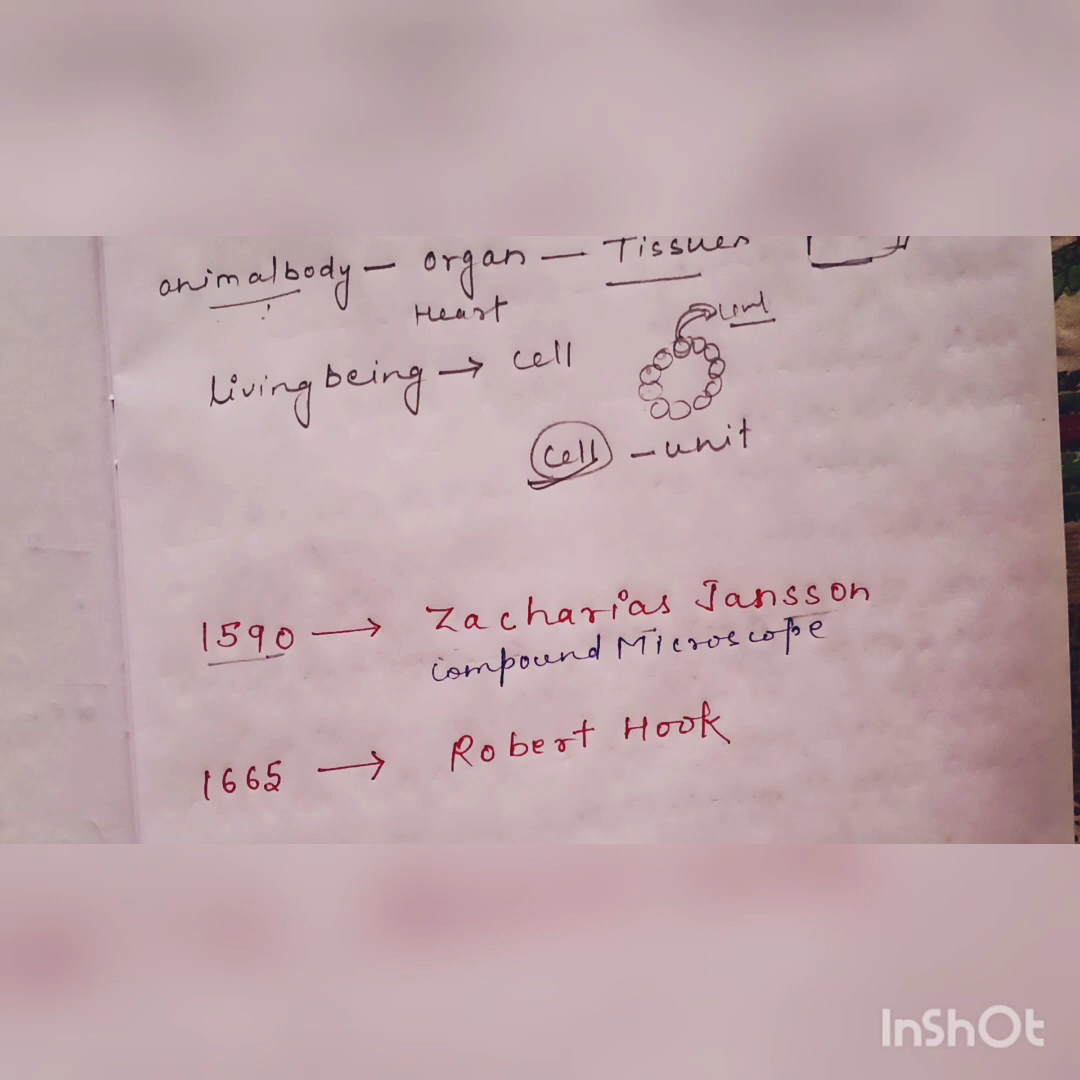 animalbody - organ - Tissues
Heart
Living being → cell
cell - unit
1590 → Zacharias Jansson
compound Microscope
1665 → Robert Hook
InShOt